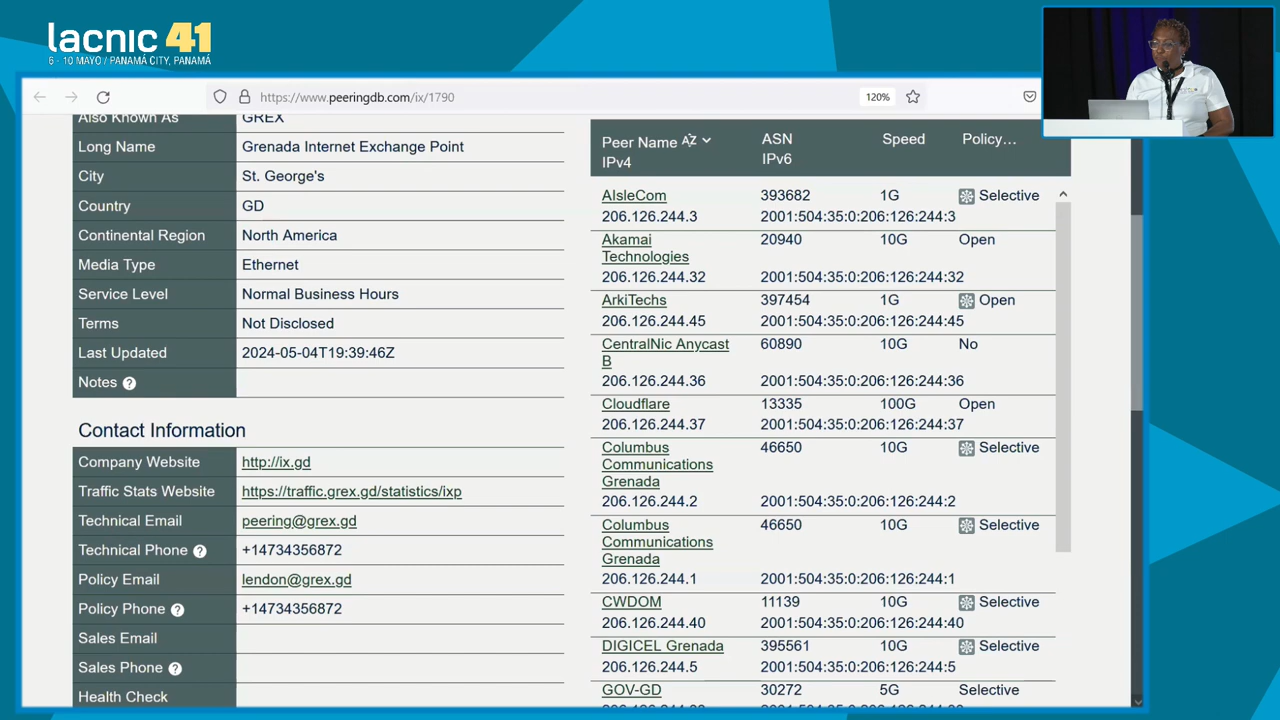 lacnic 41
6 - 10 MAYO / PANAMÁ CITY, PANAMÁ
https://www.peeringdb.com/ix/1790
120%
Also Known As GREX
Long Name Grenada Internet Exchange Point
City St. George's
Country GD
Continental Region North America
Media Type Ethernet
Service Level Normal Business Hours
Terms Not Disclosed
Last Updated 2024-05-04T19:39:46Z
Notes ?
Contact Information
Company Website http://ix.gd
Traffic Stats Website https://traffic.grex.gd/statistics/ixp
Technical Email peering@grex.gd
Technical Phone ? +14734356872
Policy Email lendon@grex.gd
Policy Phone ? +14734356872
Sales Email
Sales Phone ?
Health Check
Peer Name AZ ASN Speed Policy…
IPv4 IPv6
AIsleCom 393682 1G Selective
206.126.244.3 2001:504:35:0:206:126:244:3
Akamai 20940 10G Open
Technologies
206.126.244.32 2001:504:35:0:206:126:244:32
ArkiTechs 397454 1G Open
206.126.244.45 2001:504:35:0:206:126:244:45
CentralNic Anycast 60890 10G No
B
206.126.244.36 2001:504:35:0:206:126:244:36
Cloudflare 13335 100G Open
206.126.244.37 2001:504:35:0:206:126:244:37
Columbus 46650 10G Selective
Communications
Grenada
206.126.244.2 2001:504:35:0:206:126:244:2
Columbus 46650 10G Selective
Communications
Grenada
206.126.244.1 2001:504:35:0:206:126:244:1
CWDOM 11139 10G Selective
206.126.244.40 2001:504:35:0:206:126:244:40
DIGICEL Grenada 395561 10G Selective
206.126.244.5 2001:504:35:0:206:126:244:5
GOV-GD 30272 5G Selective